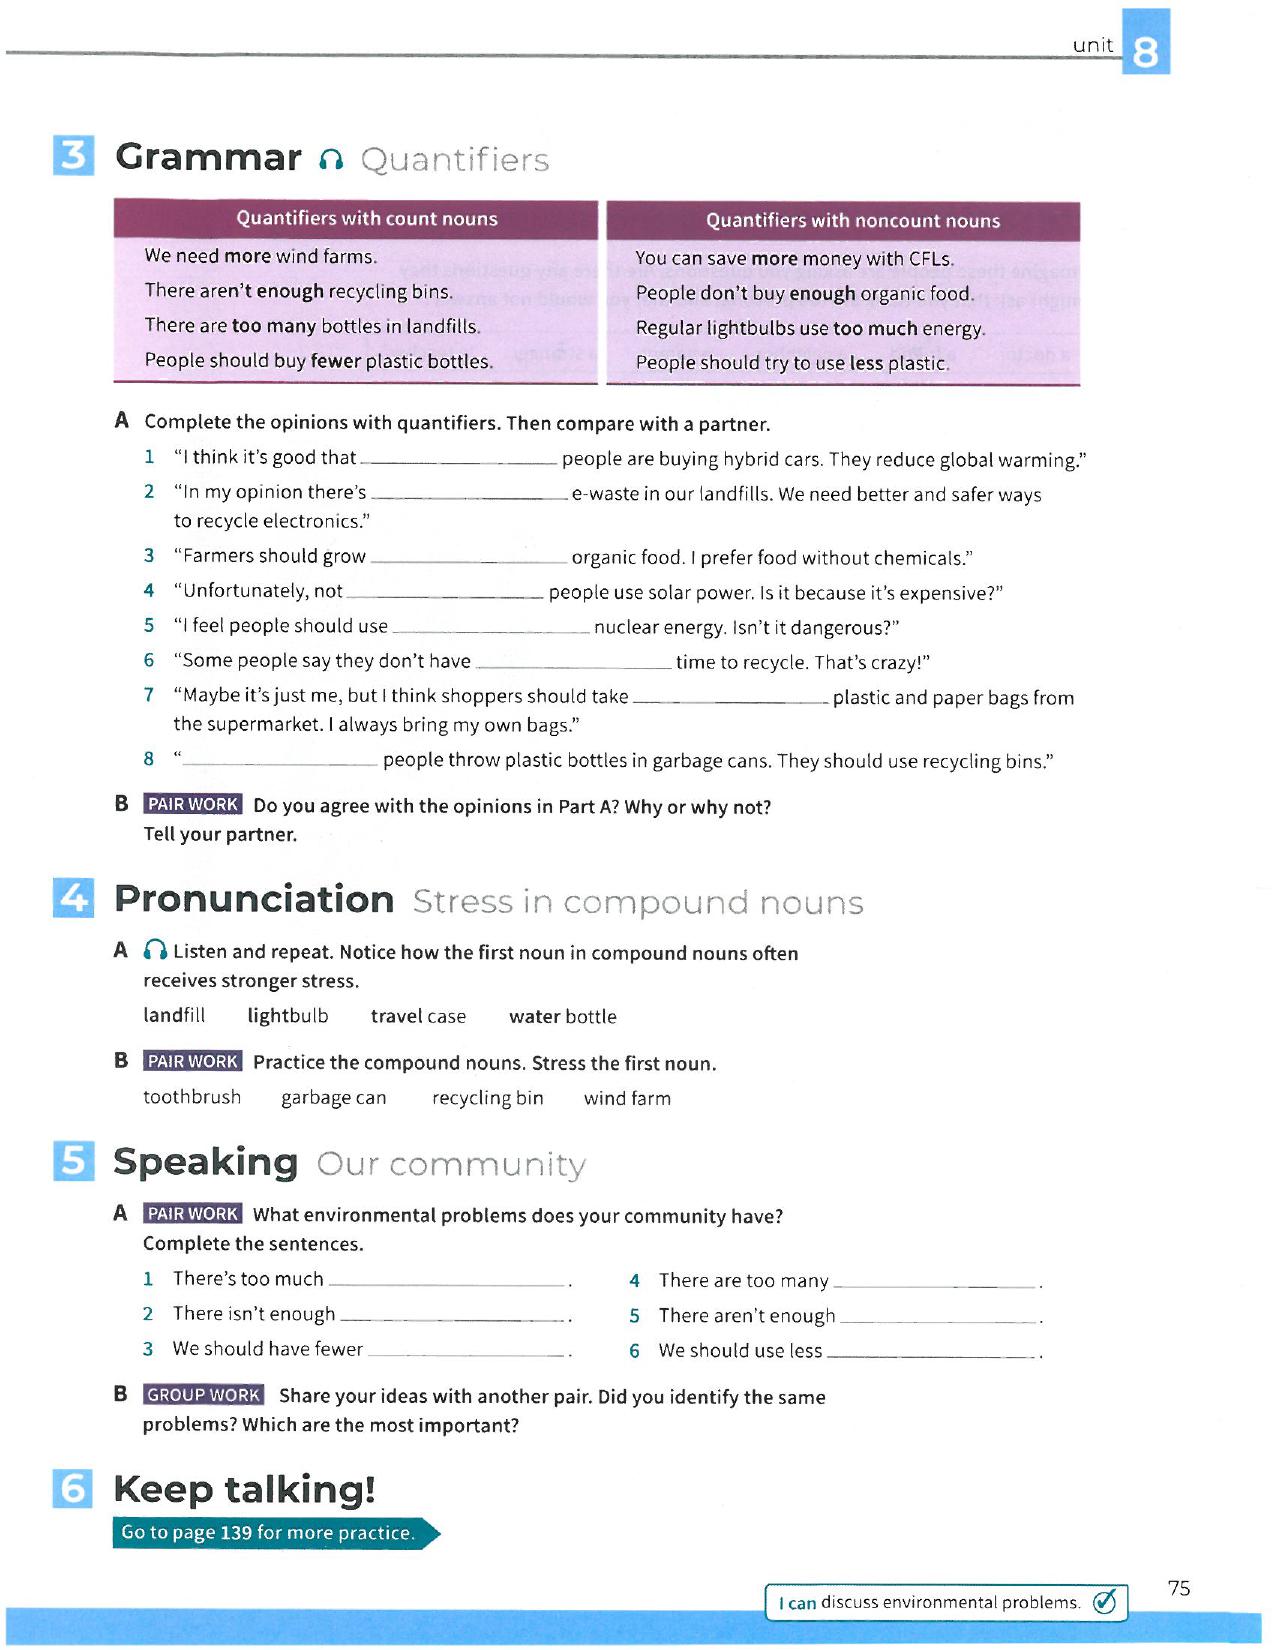 unit 8
3 Grammar Quantifiers
Quantifiers with count nouns
We need more wind farms.
There aren't enough recycling bins.
There are too many bottles in landfills.
People should buy fewer plastic bottles.
Quantifiers with noncount nouns
You can save more money with CFLs.
People don't buy enough organic food.
Regular lightbulbs use too much energy.
People should try to use less plastic.
A Complete the opinions with quantifiers. Then compare with a partner.
1 "I think it's good that ____________ people are buying hybrid cars. They reduce global warming."
2 "In my opinion there's ____________ e-waste in our landfills. We need better and safer ways
to recycle electronics."
3 "Farmers should grow ____________ organic food. I prefer food without chemicals."
4 "Unfortunately, not ____________ people use solar power. Is it because it's expensive?"
5 "I feel people should use ____________ nuclear energy. Isn't it dangerous?"
6 "Some people say they don't have ____________ time to recycle. That's crazy!"
7 "Maybe it's just me, but I think shoppers should take ____________ plastic and paper bags from
the supermarket. I always bring my own bags."
8 "____________ people throw plastic bottles in garbage cans. They should use recycling bins."
B PAIR WORK Do you agree with the opinions in Part A? Why or why not?
Tell your partner.
4 Pronunciation Stress in compound nouns
A Listen and repeat. Notice how the first noun in compound nouns often
receives stronger stress.
landfill lightbulb travel case water bottle
B PAIR WORK Practice the compound nouns. Stress the first noun.
toothbrush garbage can recycling bin wind farm
5 Speaking Our community
A PAIR WORK What environmental problems does your community have?
Complete the sentences.
1 There's too much ____________ .
2 There isn't enough ____________ .
3 We should have fewer ____________ .
4 There are too many ____________ .
5 There aren't enough ____________ .
6 We should use less ____________ .
B GROUP WORK Share your ideas with another pair. Did you identify the same
problems? Which are the most important?
6 Keep talking!
Go to page 139 for more practice.
I can discuss environmental problems.
75